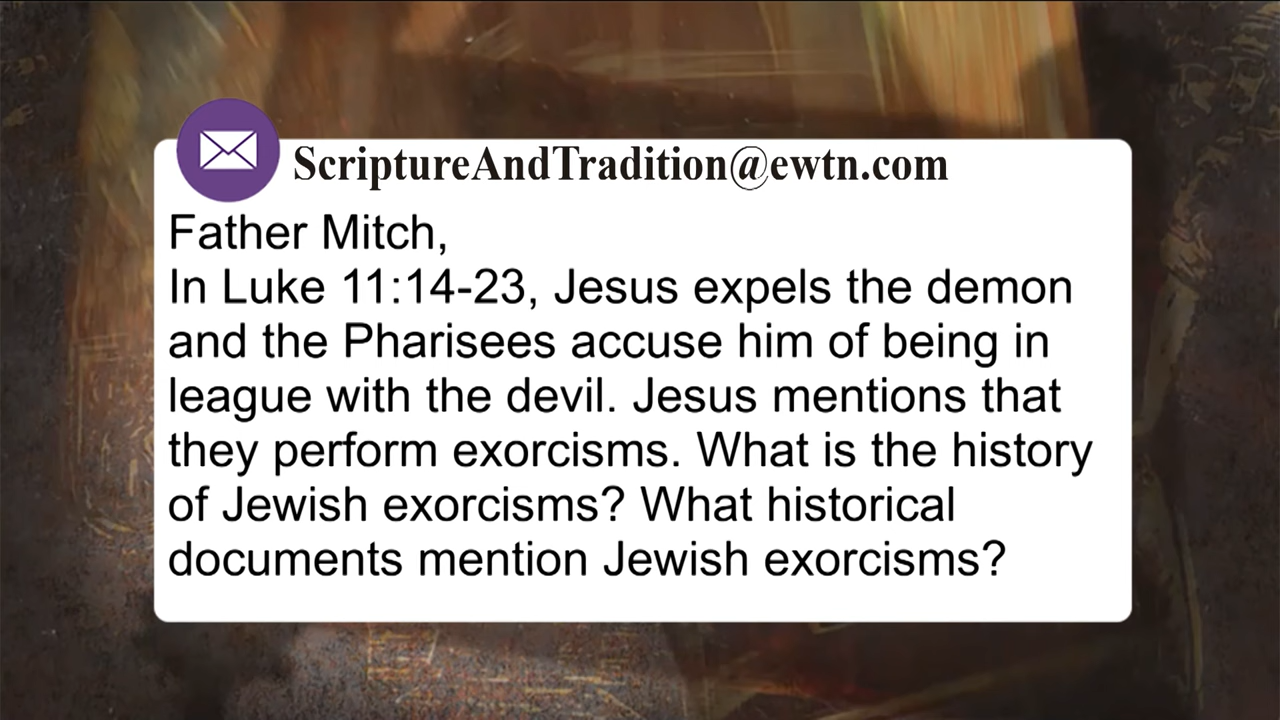 ScriptureAndTradition@ewtn.com
Father Mitch,
In Luke 11:14-23, Jesus expels the demon
and the Pharisees accuse him of being in
league with the devil. Jesus mentions that
they perform exorcisms. What is the history
of Jewish exorcisms? What historical
documents mention Jewish exorcisms?